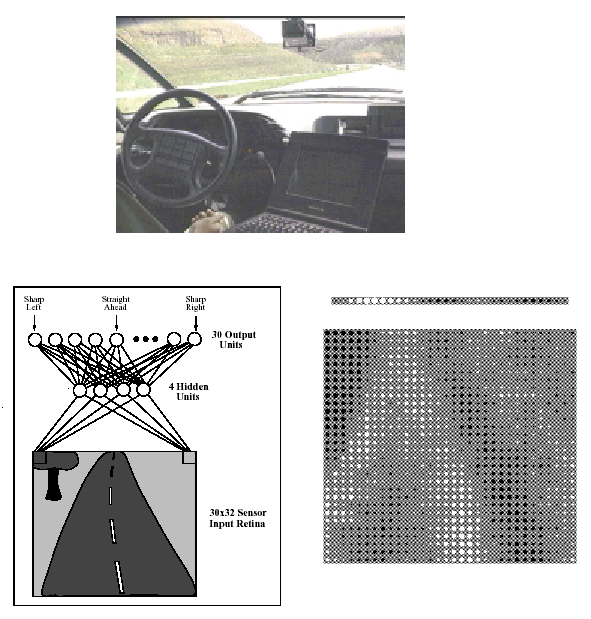 Sharp
Left
Straight
Ahead
Sharp
Right
30 Output
Units
4 Hidden
Units
30x32 Sensor
Input Retina